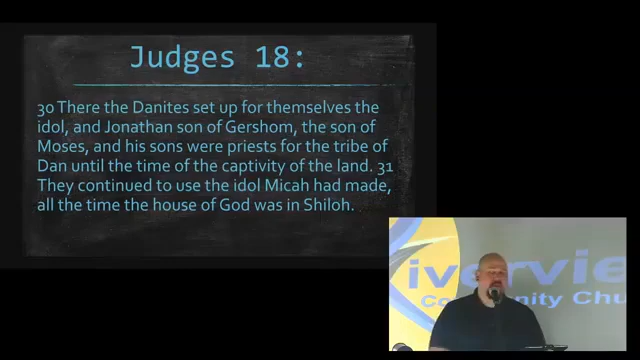 Judges 18:
30 There the Danites set up for themselves the
idol, and Jonathan son of Gershom, the son of
Moses, and his sons were priests for the tribe of
Dan until the time of the captivity of the land. 31
They continued to use the idol Micah had made,
all the time the house of God was in Shiloh.
ivervie
Community Chu